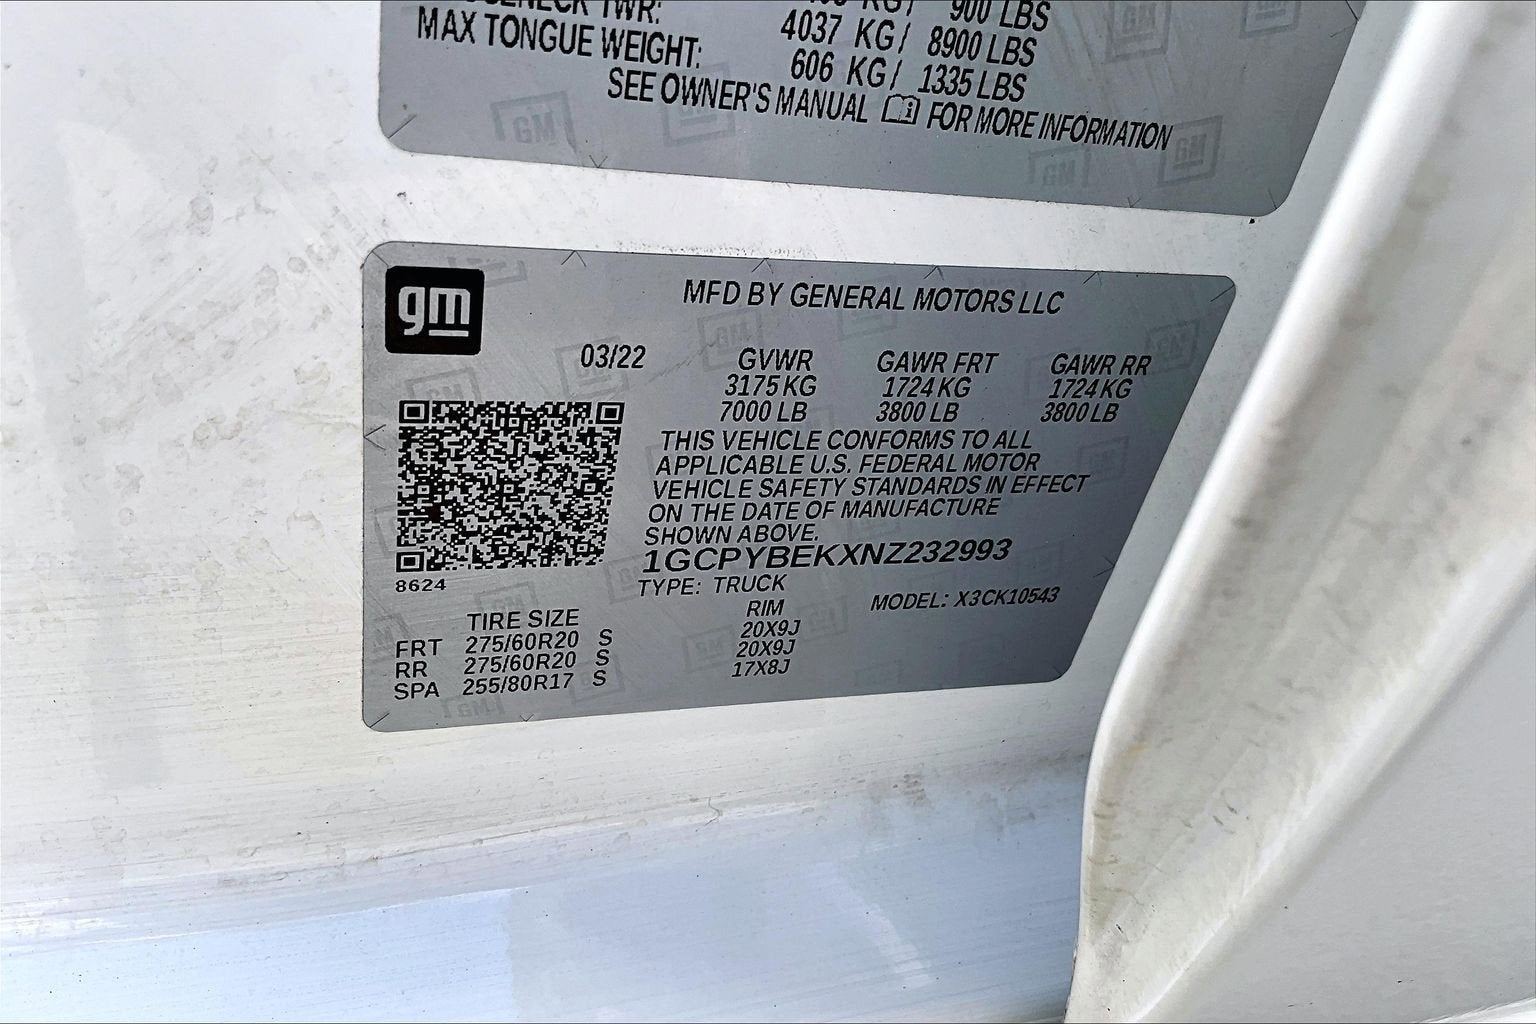 TWR:
900 LBS
4037 KG/ 8900 LBS
MAX TONGUE WEIGHT: 606 KG/ 1335 LBS
SEE OWNER'S MANUAL FOR MORE INFORMATION
gm
MFD BY GENERAL MOTORS LLC
03/22 GVWR GAWR FRT GAWR RR
3175 KG 1724 KG 1724 KG
7000 LB 3800 LB 3800 LB
THIS VEHICLE CONFORMS TO ALL
APPLICABLE U.S. FEDERAL MOTOR
VEHICLE SAFETY STANDARDS IN EFFECT
ON THE DATE OF MANUFACTURE
SHOWN ABOVE.
1GCPYBEKXNZ232993
8624
TYPE: TRUCK MODEL: X3CK10543
TIRE SIZE RIM
FRT 275/60R20 S 20X9J
RR 275/60R20 S 20X9J
SPA 255/80R17 S 17X8J